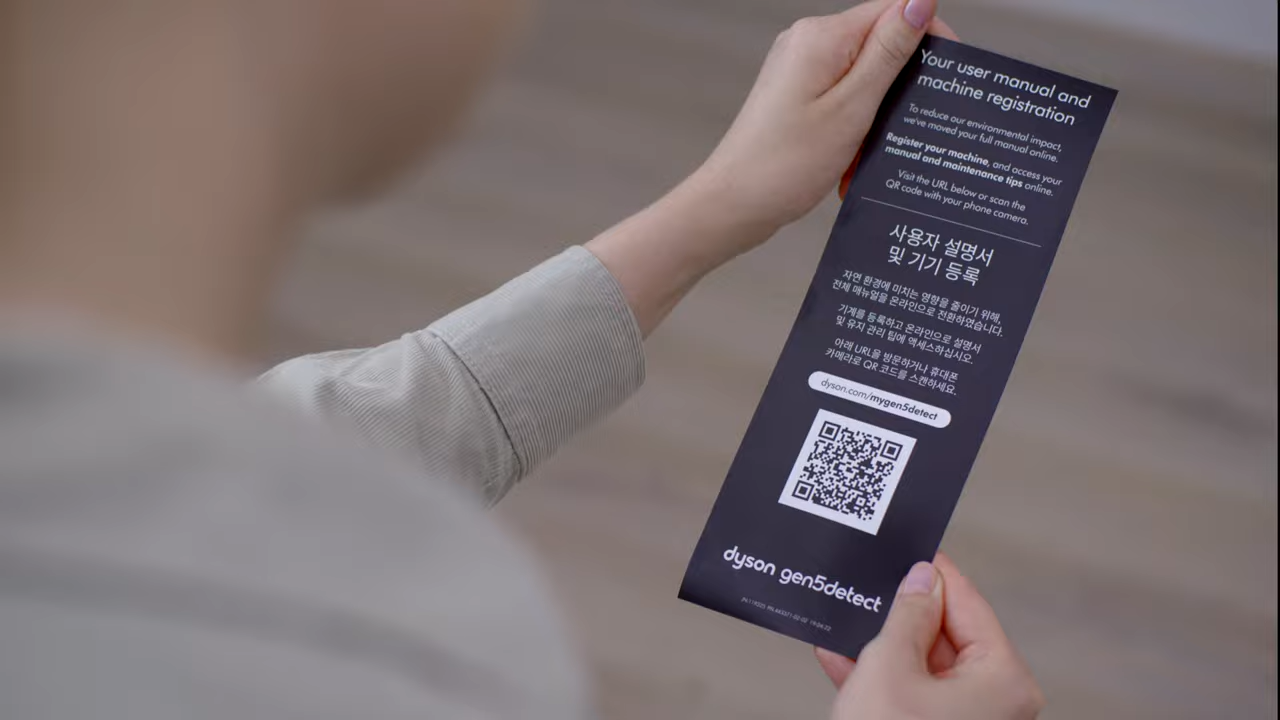 Your user manual and
machine registration
To reduce our environmental impact,
we've moved your full manual online.
Register your machine, and access your
manual and maintenance tips online.
Visit the URL below or scan the
QR code with your phone camera.
사용자 설명서
및 기기 등록
자연 환경에 미치는 영향을 줄이기 위해,
전체 매뉴얼을 온라인으로 전환하였습니다.
기계를 등록하고 온라인으로 설명서
및 유지 관리 팁에 액세스하십시오.
아래 URL을 방문하거나 휴대폰
카메라로 QR 코드를 스캔하세요.
dyson.com/mygen5detect
dyson gen5detect